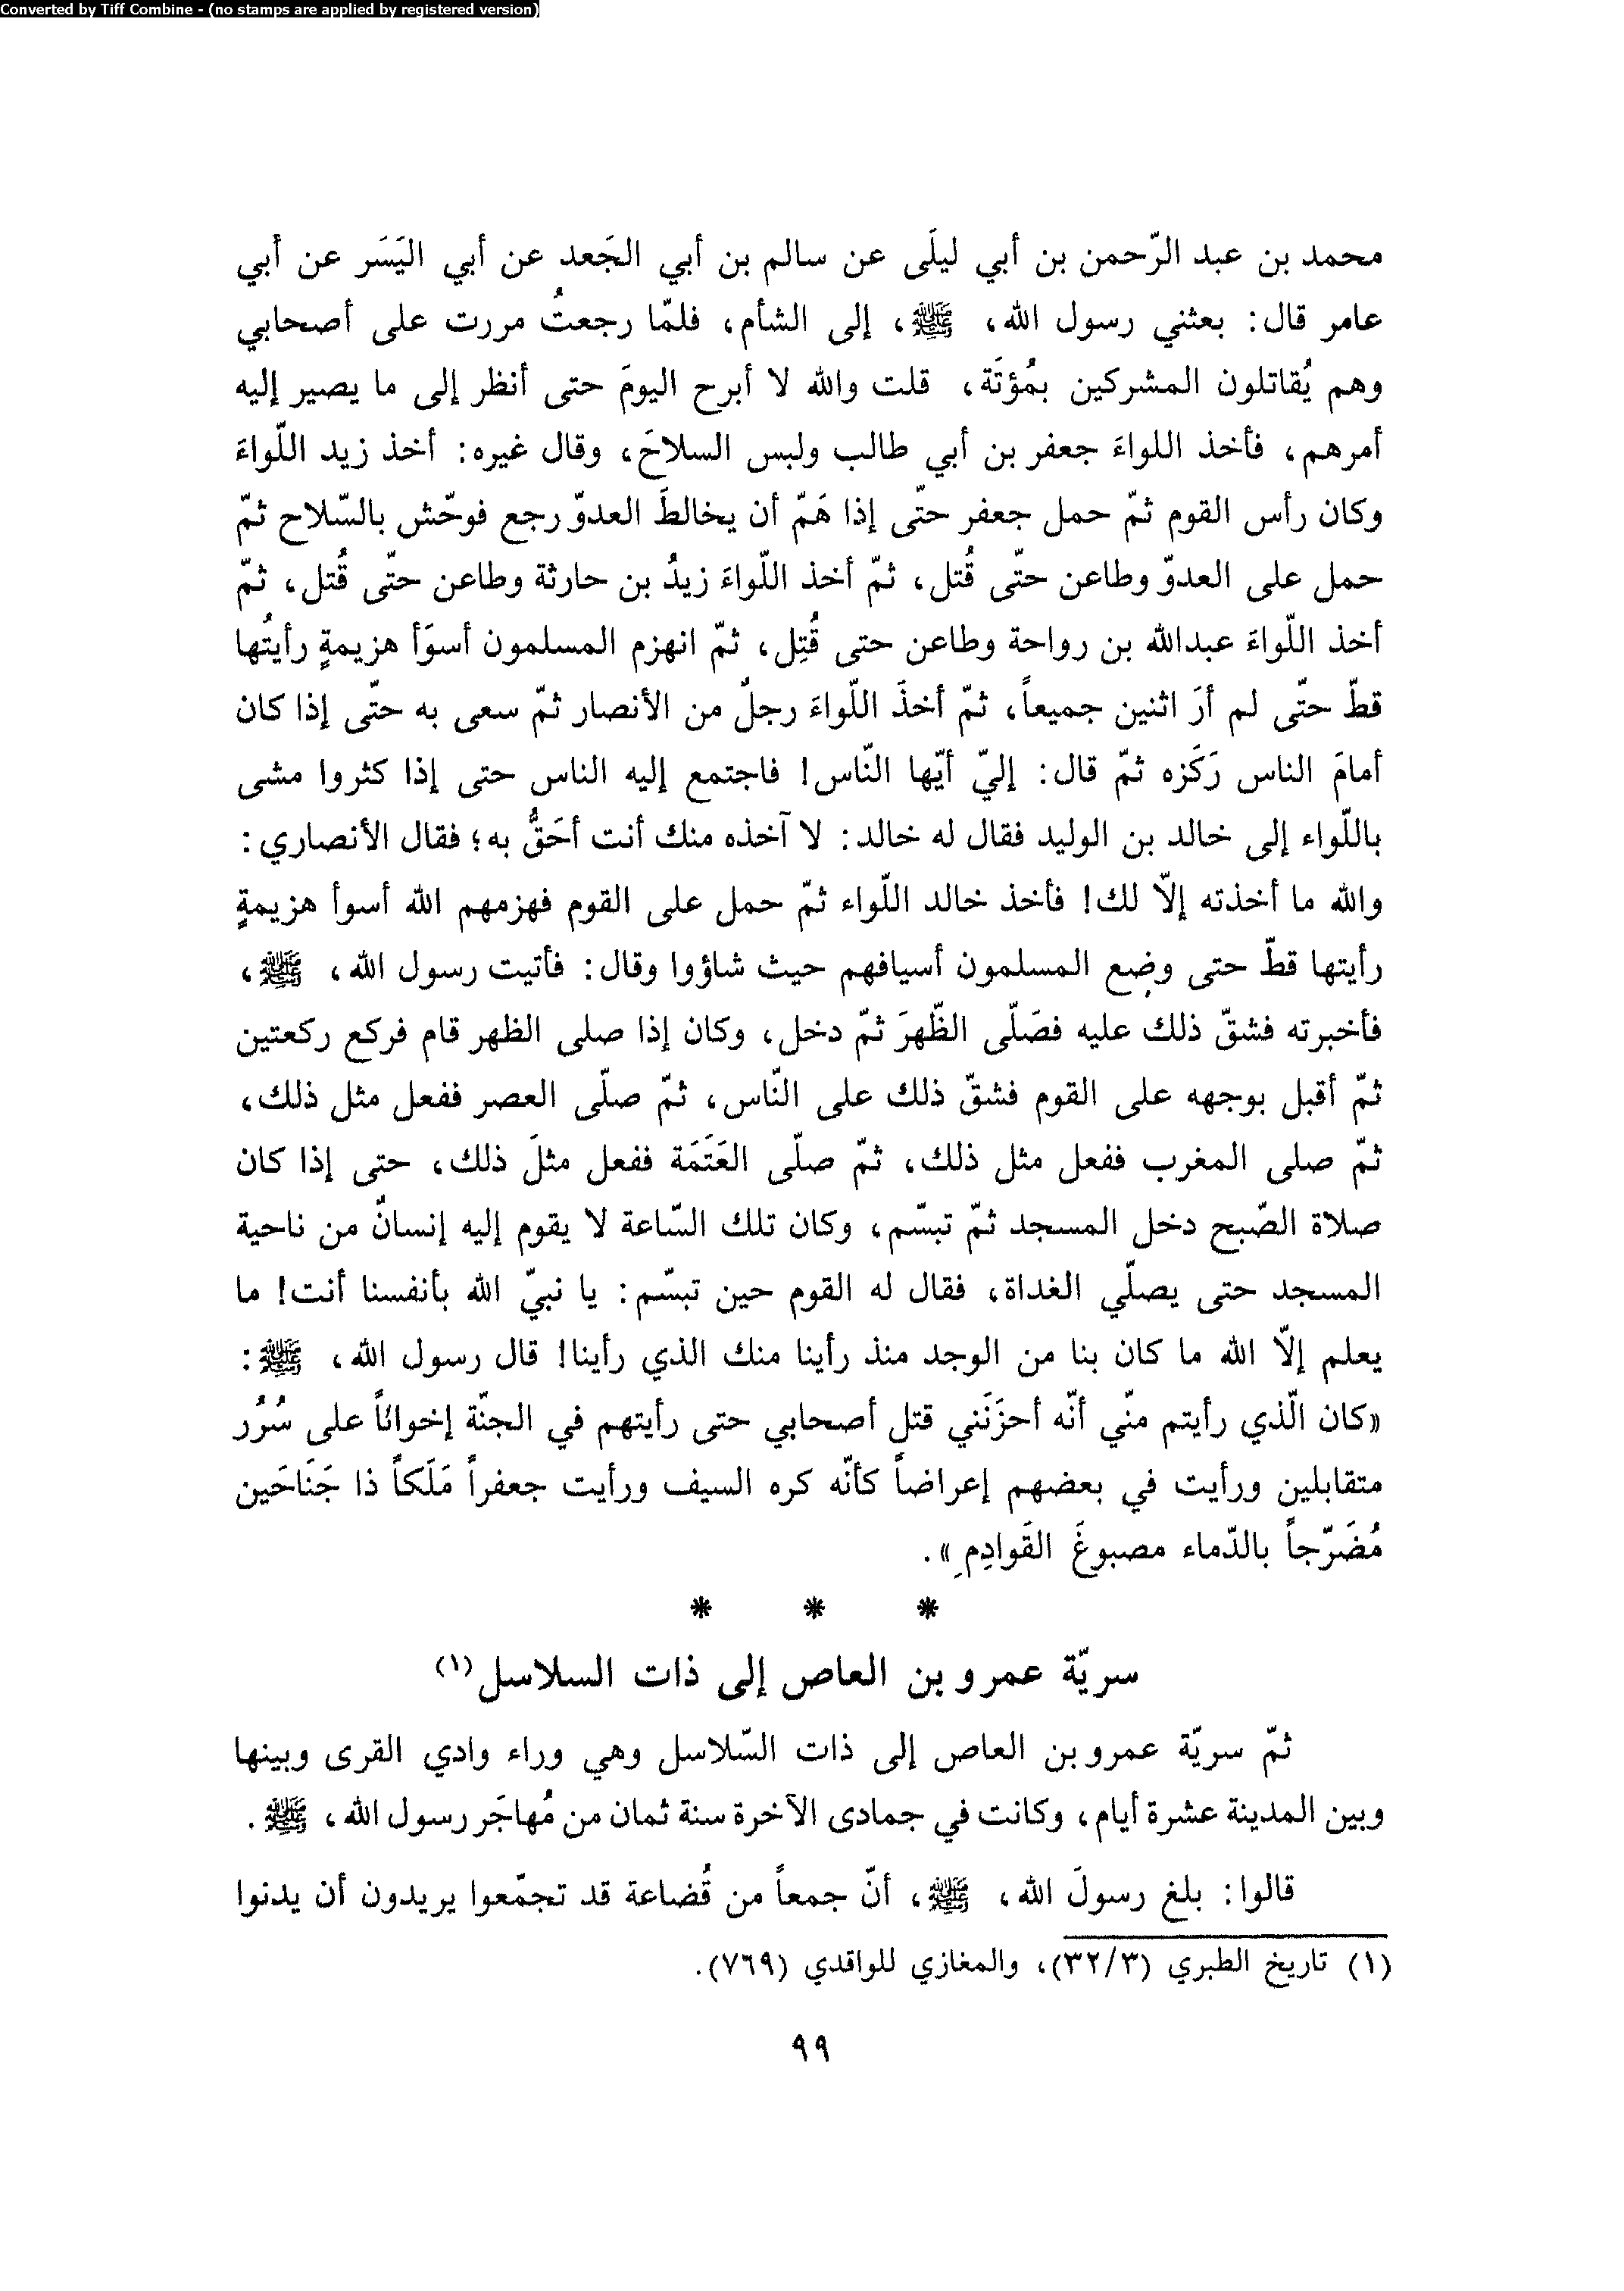 Converted by Tiff Combine - (no stamps are applied by registered version)
محمد بن عبد الرّحمن بن أبي ليلَى عن سالم بن أبي الجَعد عن أبي اليَسَر عن أبي
عامر قال: بعثني رسول الله، ﷺ، إلى الشأم، فلمّا رجعتُ مررت على أصحابي
وهم يُقاتلون المشركين بمُؤتَة، قلت والله لا أبرح اليومَ حتى أنظر إلى ما يصير إليه
أمرهم، فأخذ اللواءَ جعفر بن أبي طالب ولبس السلاحَ، وقال غيره: أخذ زيد اللّواءَ
وكان رأس القوم ثمّ حمل جعفر حتّى إذا هَمّ أن يخالطَ العدوّ رجع فوحّش بالسّلاح ثمّ
حمل على العدوّ وطاعن حتّى قُتل، ثمّ أخذ اللّواءَ زيدُ بن حارثة وطاعن حتّى قُتل، ثمّ
أخذ اللّواءَ عبدالله بن رواحة وطاعن حتى قُتِل، ثمّ انهزم المسلمون أسوَأ هزيمةٍ رأيتُها
قطّ حتّى لم أرَ اثنين جميعاً، ثمّ أخذَ اللّواءَ رجلٌ من الأنصار ثمّ سعى به حتّى إذا كان
أمامَ الناس رَكَزه ثمّ قال: إليّ أيّها النّاس! فاجتمع إليه الناس حتى إذا كثروا مشى
باللّواء إلى خالد بن الوليد فقال له خالد: لا آخذه منك أنت أحَقُّ به؛ فقال الأنصاري:
والله ما أخذته إلّا لك! فأخذ خالد اللّواء ثمّ حمل على القوم فهزمهم الله أسوأ هزيمةٍ
رأيتها قطّ حتى وضع المسلمون أسيافهم حيث شاؤوا وقال: فأتيت رسول الله، ﷺ،
فأخبرته فشقّ ذلك عليه فصَلّى الظّهرَ ثمّ دخل، وكان إذا صلى الظهر قام فركع ركعتين
ثمّ أقبل بوجهه على القوم فشقّ ذلك على النّاس، ثمّ صلّى العصر ففعل مثل ذلك،
ثمّ صلى المغرب ففعل مثل ذلك، ثمّ صلّى العَتَمَة ففعل مثلَ ذلك، حتى إذا كان
صلاة الصّبح دخل المسجد ثمّ تبسّم، وكان تلك السّاعة لا يقوم إليه إنسانٌ من ناحية
المسجد حتى يصلّي الغداة، فقال له القوم حين تبسّم: يا نبيّ الله بأنفسنا أنت! ما
يعلم إلّا الله ما كان بنا من الوجد منذ رأينا منك الذي رأينا! قال رسول الله، ﷺ:
«كان الّذي رأيتم منّي أنّه أحزَنَني قتل أصحابي حتى رأيتهم في الجنّة إخواناً على سُرُر
متقابلين ورأيت في بعضهم إعراضاً كأنّه كره السيف ورأيت جعفراً مَلَكاً ذا جَنَاحَين
مُضَرّجاً بالدّماء مصبوغَ القَوادِمِ».
* * *
سريّة عمرو بن العاص إلى ذات السلاسل (١)
ثمّ سريّة عمرو بن العاص إلى ذات السّلاسل وهي وراء وادي القرى وبينها
وبين المدينة عشرة أيام، وكانت في جمادى الآخرة سنة ثمان من مُهاجَر رسول الله، ﷺ.
قالوا: بلغ رسولَ الله، ﷺ، أنّ جمعاً من قُضاعة قد تجمّعوا يريدون أن يدنوا
(١) تاريخ الطبري (٣٢/٣)، والمغازي للواقدي (٧٦٩).
٩٩